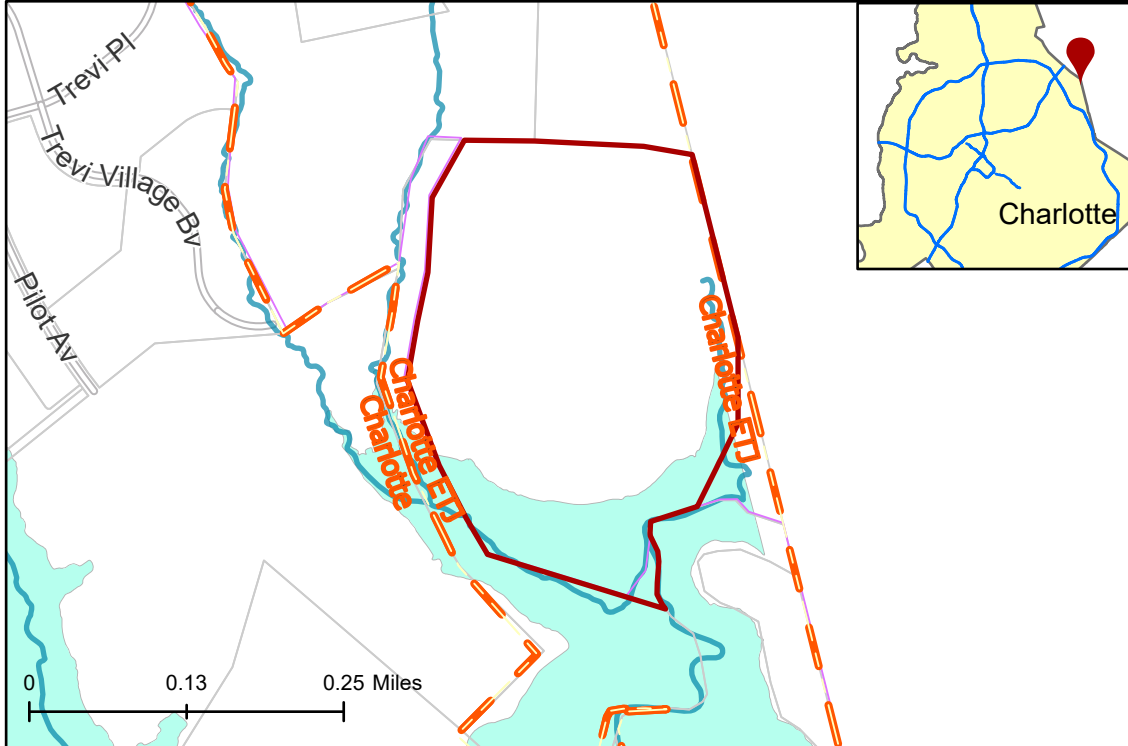 Trevi Pl
Trevi Village Bv
Pilot Av
Charlotte
Charlotte ETJ
Charlotte ETJ
Charlotte
0 0.13 0.25 Miles